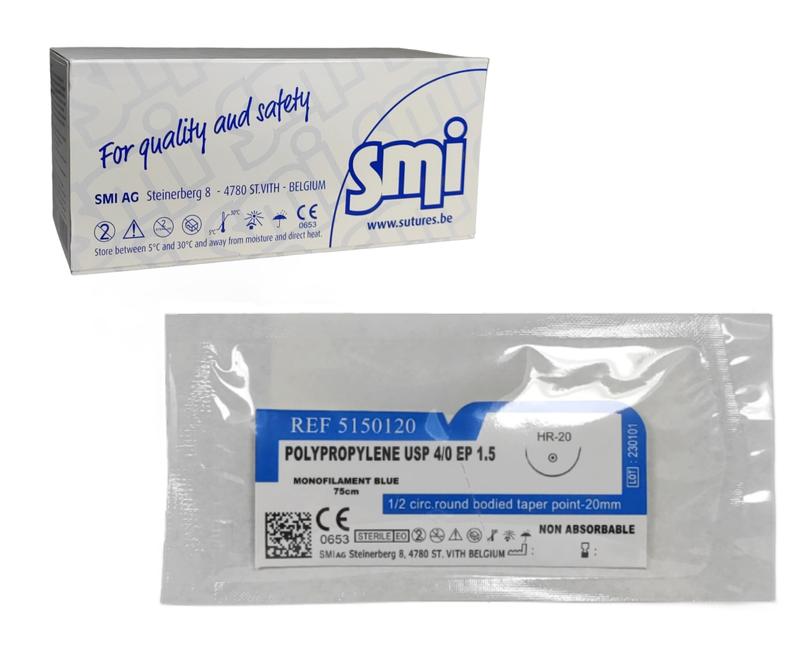 For quality and safety
SMI AG Steinerberg 8 - 4780 ST.VITH - BELGIUM
2 2 5°C 30°C CE 0653
Store between 5°C and 30°C and away from moisture and direct heat.
smi
www.sutures.be
REF 5150120
POLYPROPYLENE USP 4/0 EP 1.5
MONOFILAMENT BLUE
75cm
HR-20
1/2 circ.round bodied taper point-20mm
LOT : 230101
CE 0653 STERILE EO 2
NON ABSORBABLE
SMI AG Steinerberg 8, 4780 ST. VITH BELGIUM : :